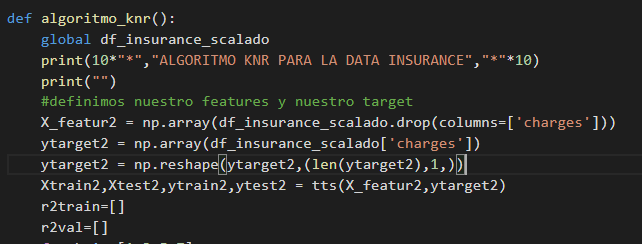 def algoritmo_knr():
    global df_insurance_scalado
    print(10*"*","ALGORITMO KNR PARA LA DATA INSURANCE","*"*10)
    print("")
    #definimos nuestro features y nuestro target
    X_featur2 = np.array(df_insurance_scalado.drop(columns=['charges']))
    ytarget2 = np.array(df_insurance_scalado['charges'])
    ytarget2 = np.reshape(ytarget2,(len(ytarget2),1,))
    Xtrain2,Xtest2,ytrain2,ytest2 = tts(X_featur2,ytarget2)
    r2train=[]
    r2val=[]